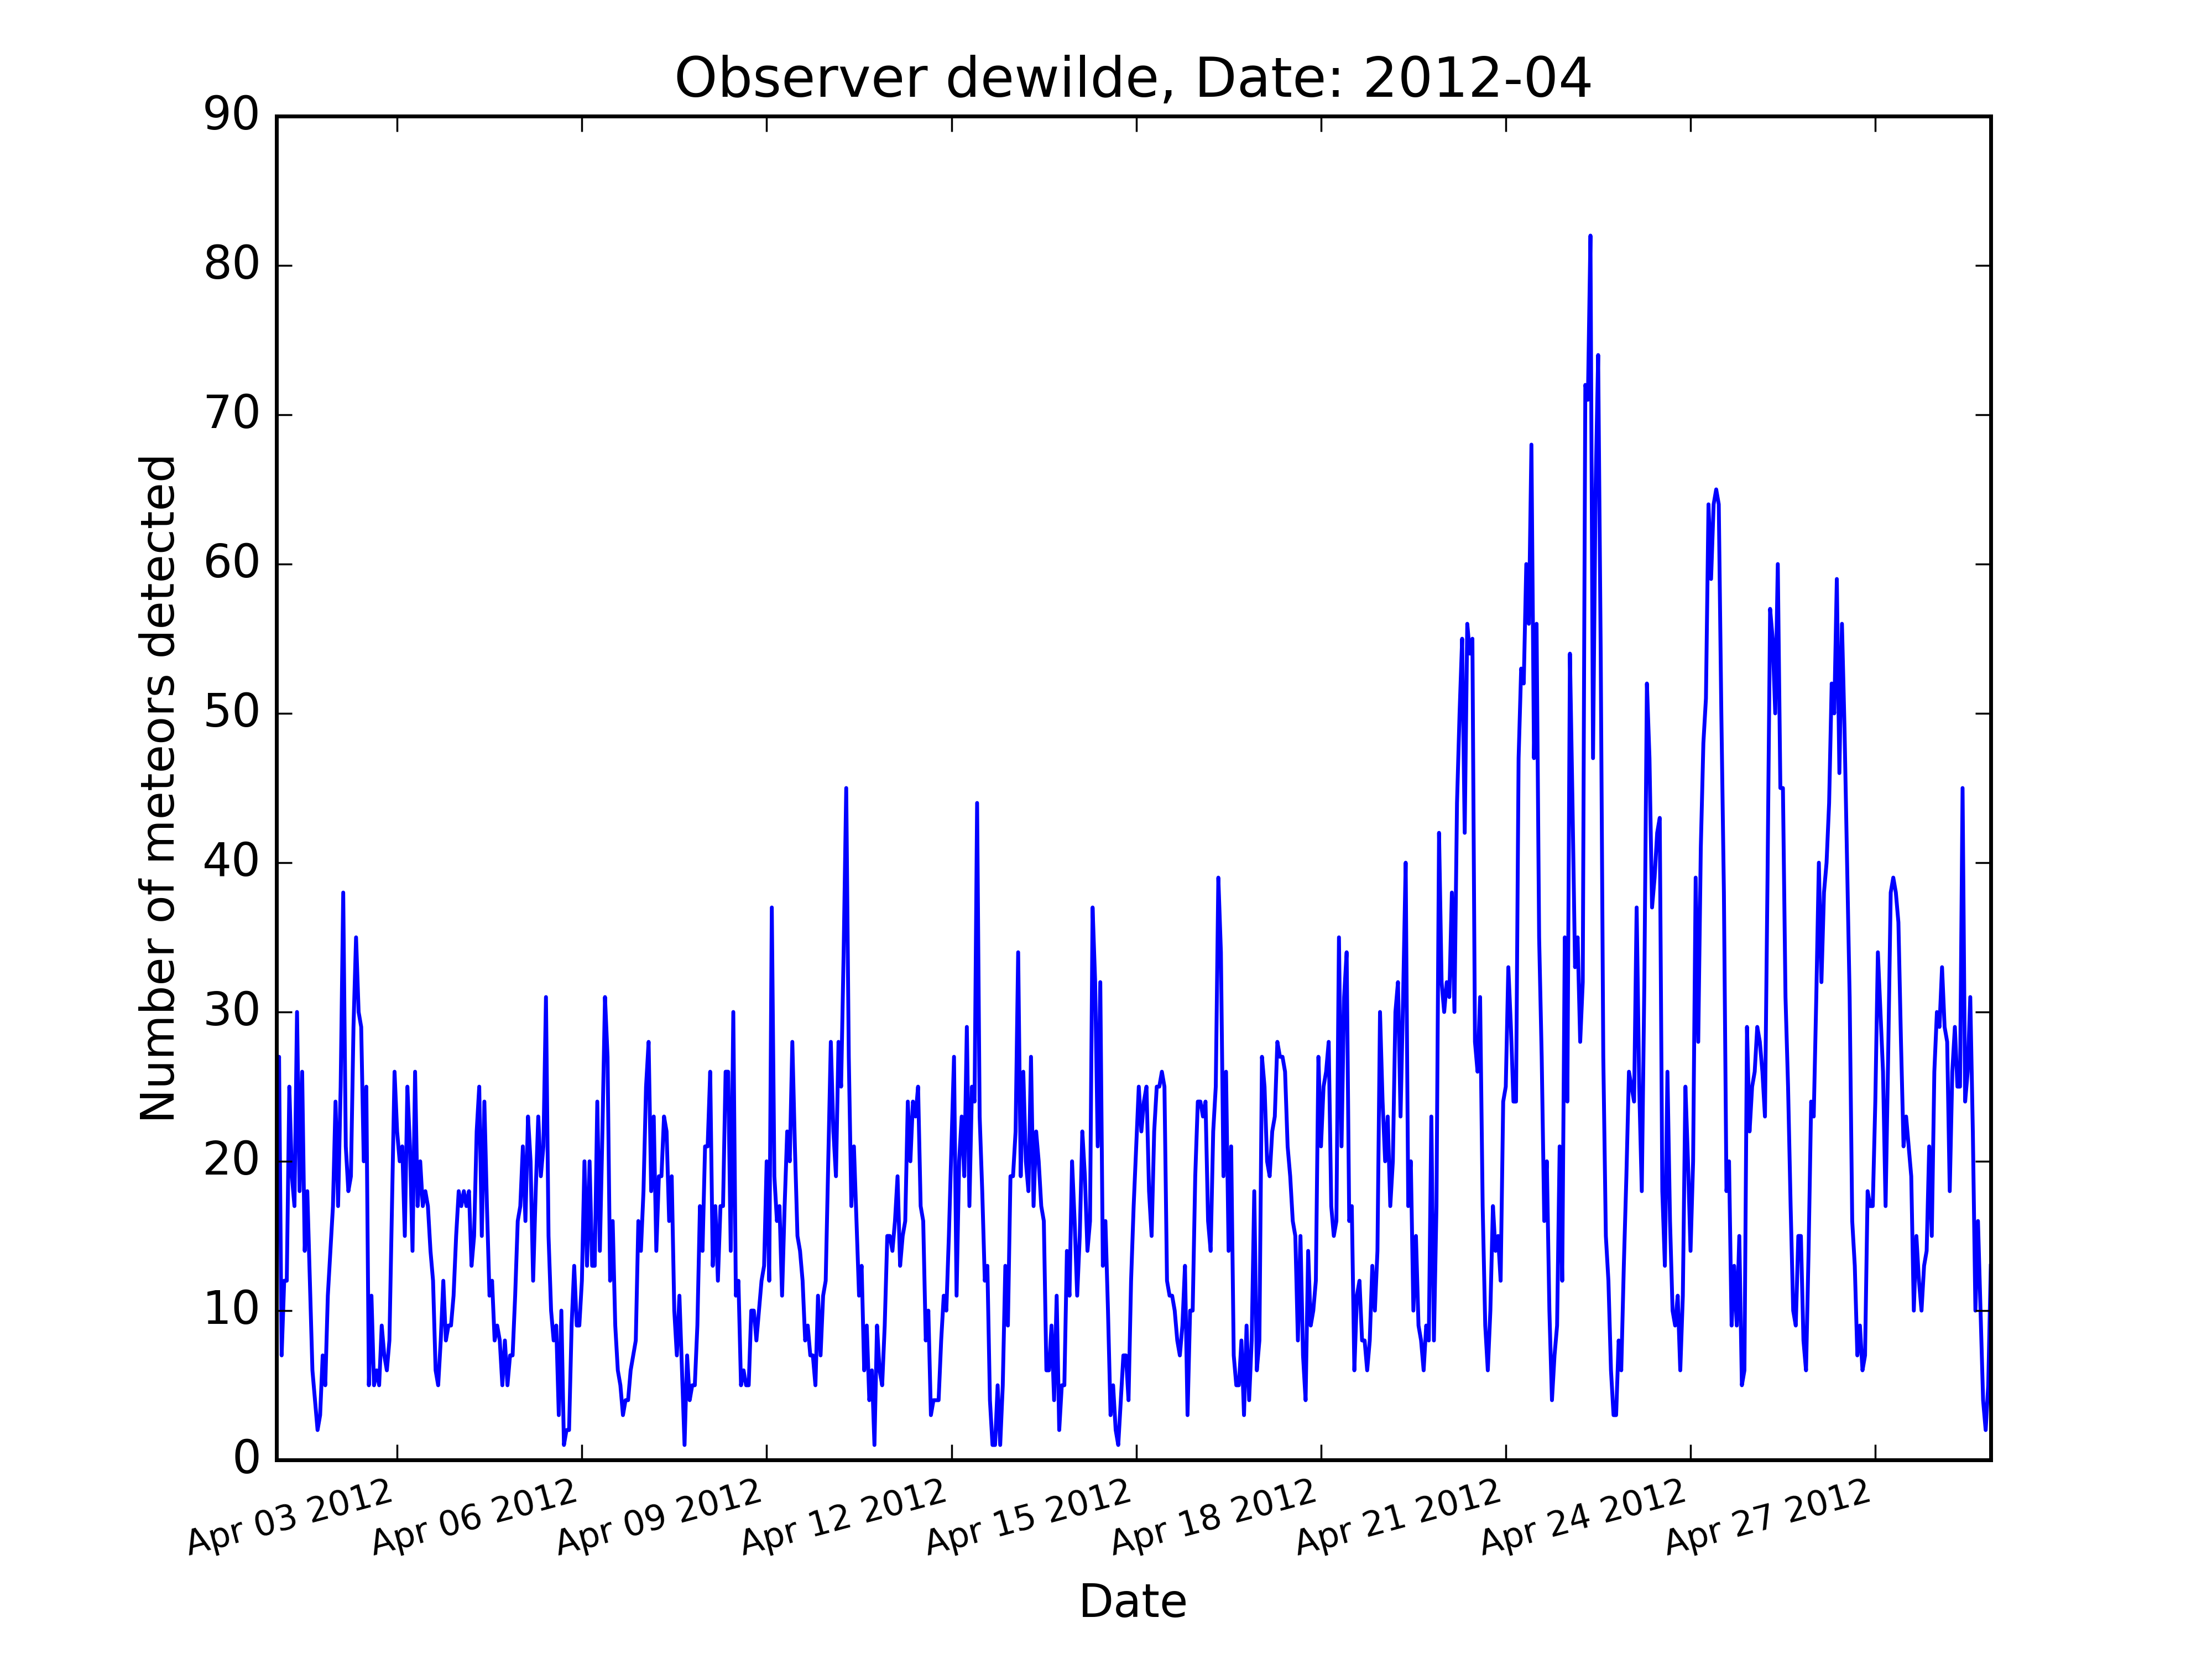 Observer dewilde, Date: 2012-04
90
80
70
60
50
40
30
20
10
0
Number of meteors detected
Apr 03 2012
Apr 06 2012
Apr 09 2012
Apr 12 2012
Apr 15 2012
Apr 18 2012
Apr 21 2012
Apr 24 2012
Apr 27 2012
Date